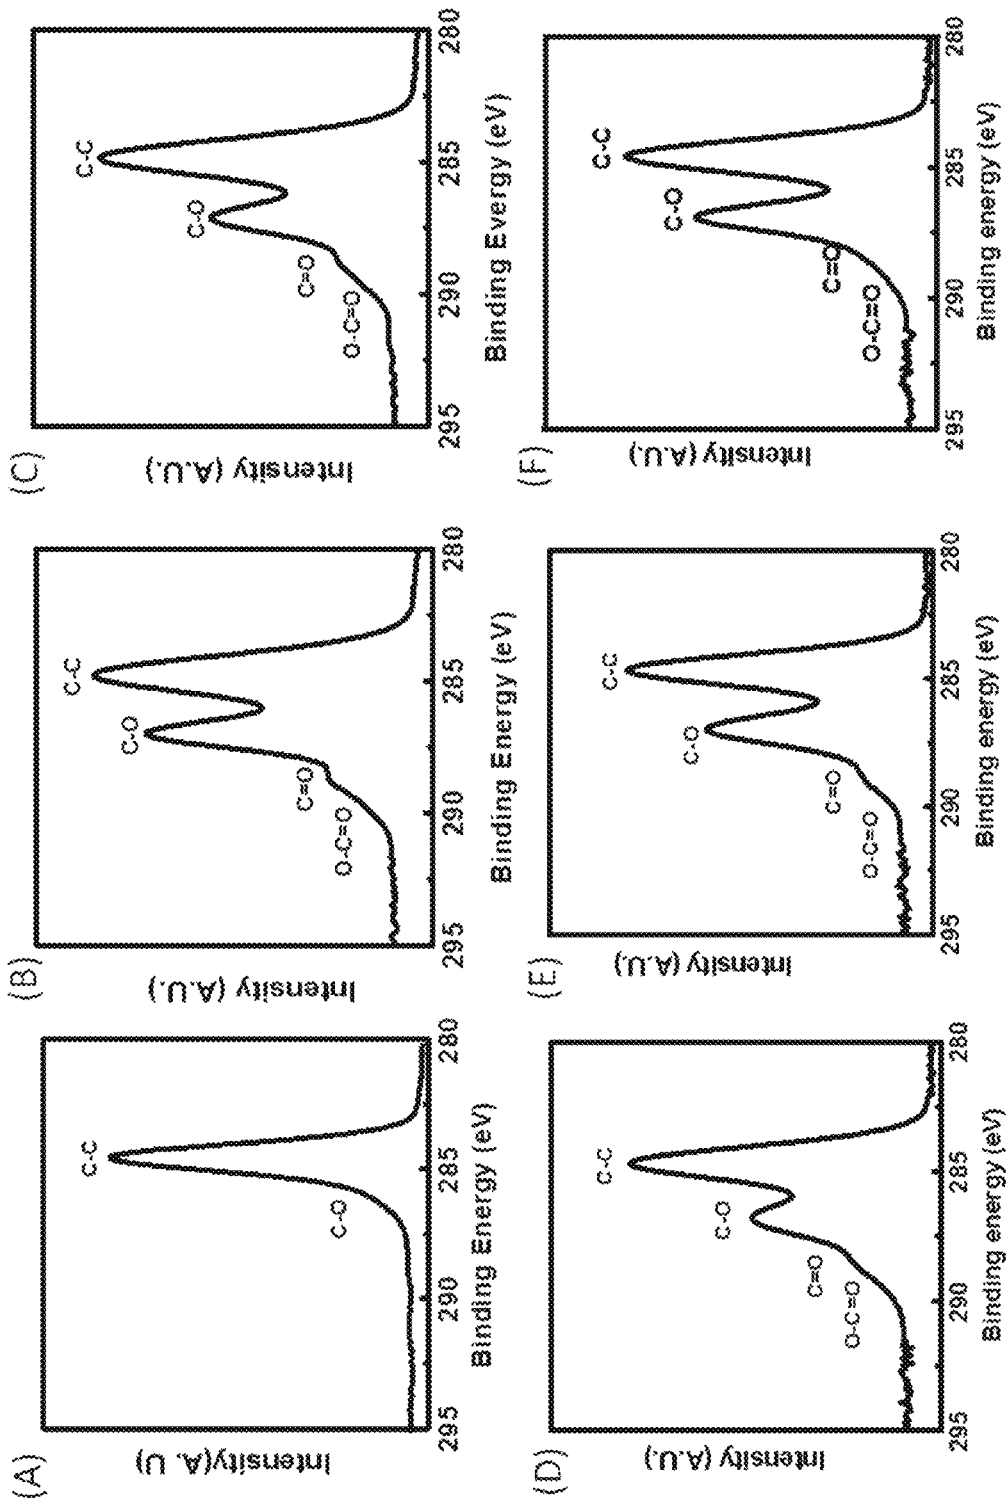 (A)
Intensity(A. U)
C-C
C-O
295 290 285 280
Binding Energy (eV)
(B)
Intensity (A.U.)
C-C
C-O
C=O
O-C=O
295 290 285 280
Binding Energy (eV)
(C)
Intensity (A.U.)
C-C
C-O
C=O
O-C=O
295 290 285 280
Binding Evergy (eV)
(D)
Intensity (A.U.)
C-C
C-O
C=O
O-C=O
295 290 285 280
Binding energy (eV)
(E)
Intensity (A.U.)
C-C
C-O
C=O
O-C=O
295 290 285 280
Binding energy (eV)
(F)
Intensity (A.U.)
C-C
C-O
C=O
O-C=O
295 290 285 280
Binding energy (eV)